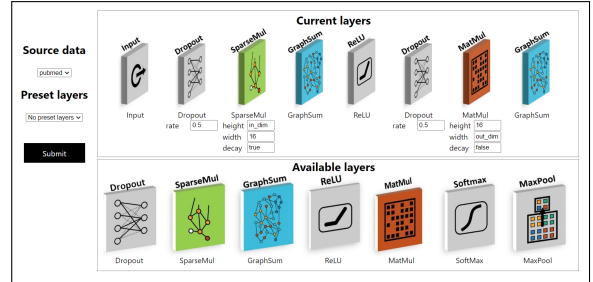 Current layers
Source data
pubmed
Preset layers
No preset layers
Submit
Input
Dropout
SparseMul
GraphSum
ReLU
Dropout
MatMul
GraphSum
Input
Dropout
SparseMul
GraphSum
ReLU
Dropout
MatMul
GraphSum
rate 0.5 height in_dim rate 0.5 height 16
width 16 width out_dim
decay true decay false
Available layers
Dropout
SparseMul
GraphSum
ReLU
MatMul
Softmax
MaxPool
Dropout
SparseMul
GraphSum
ReLU
MatMul
SoftMax
MaxPool